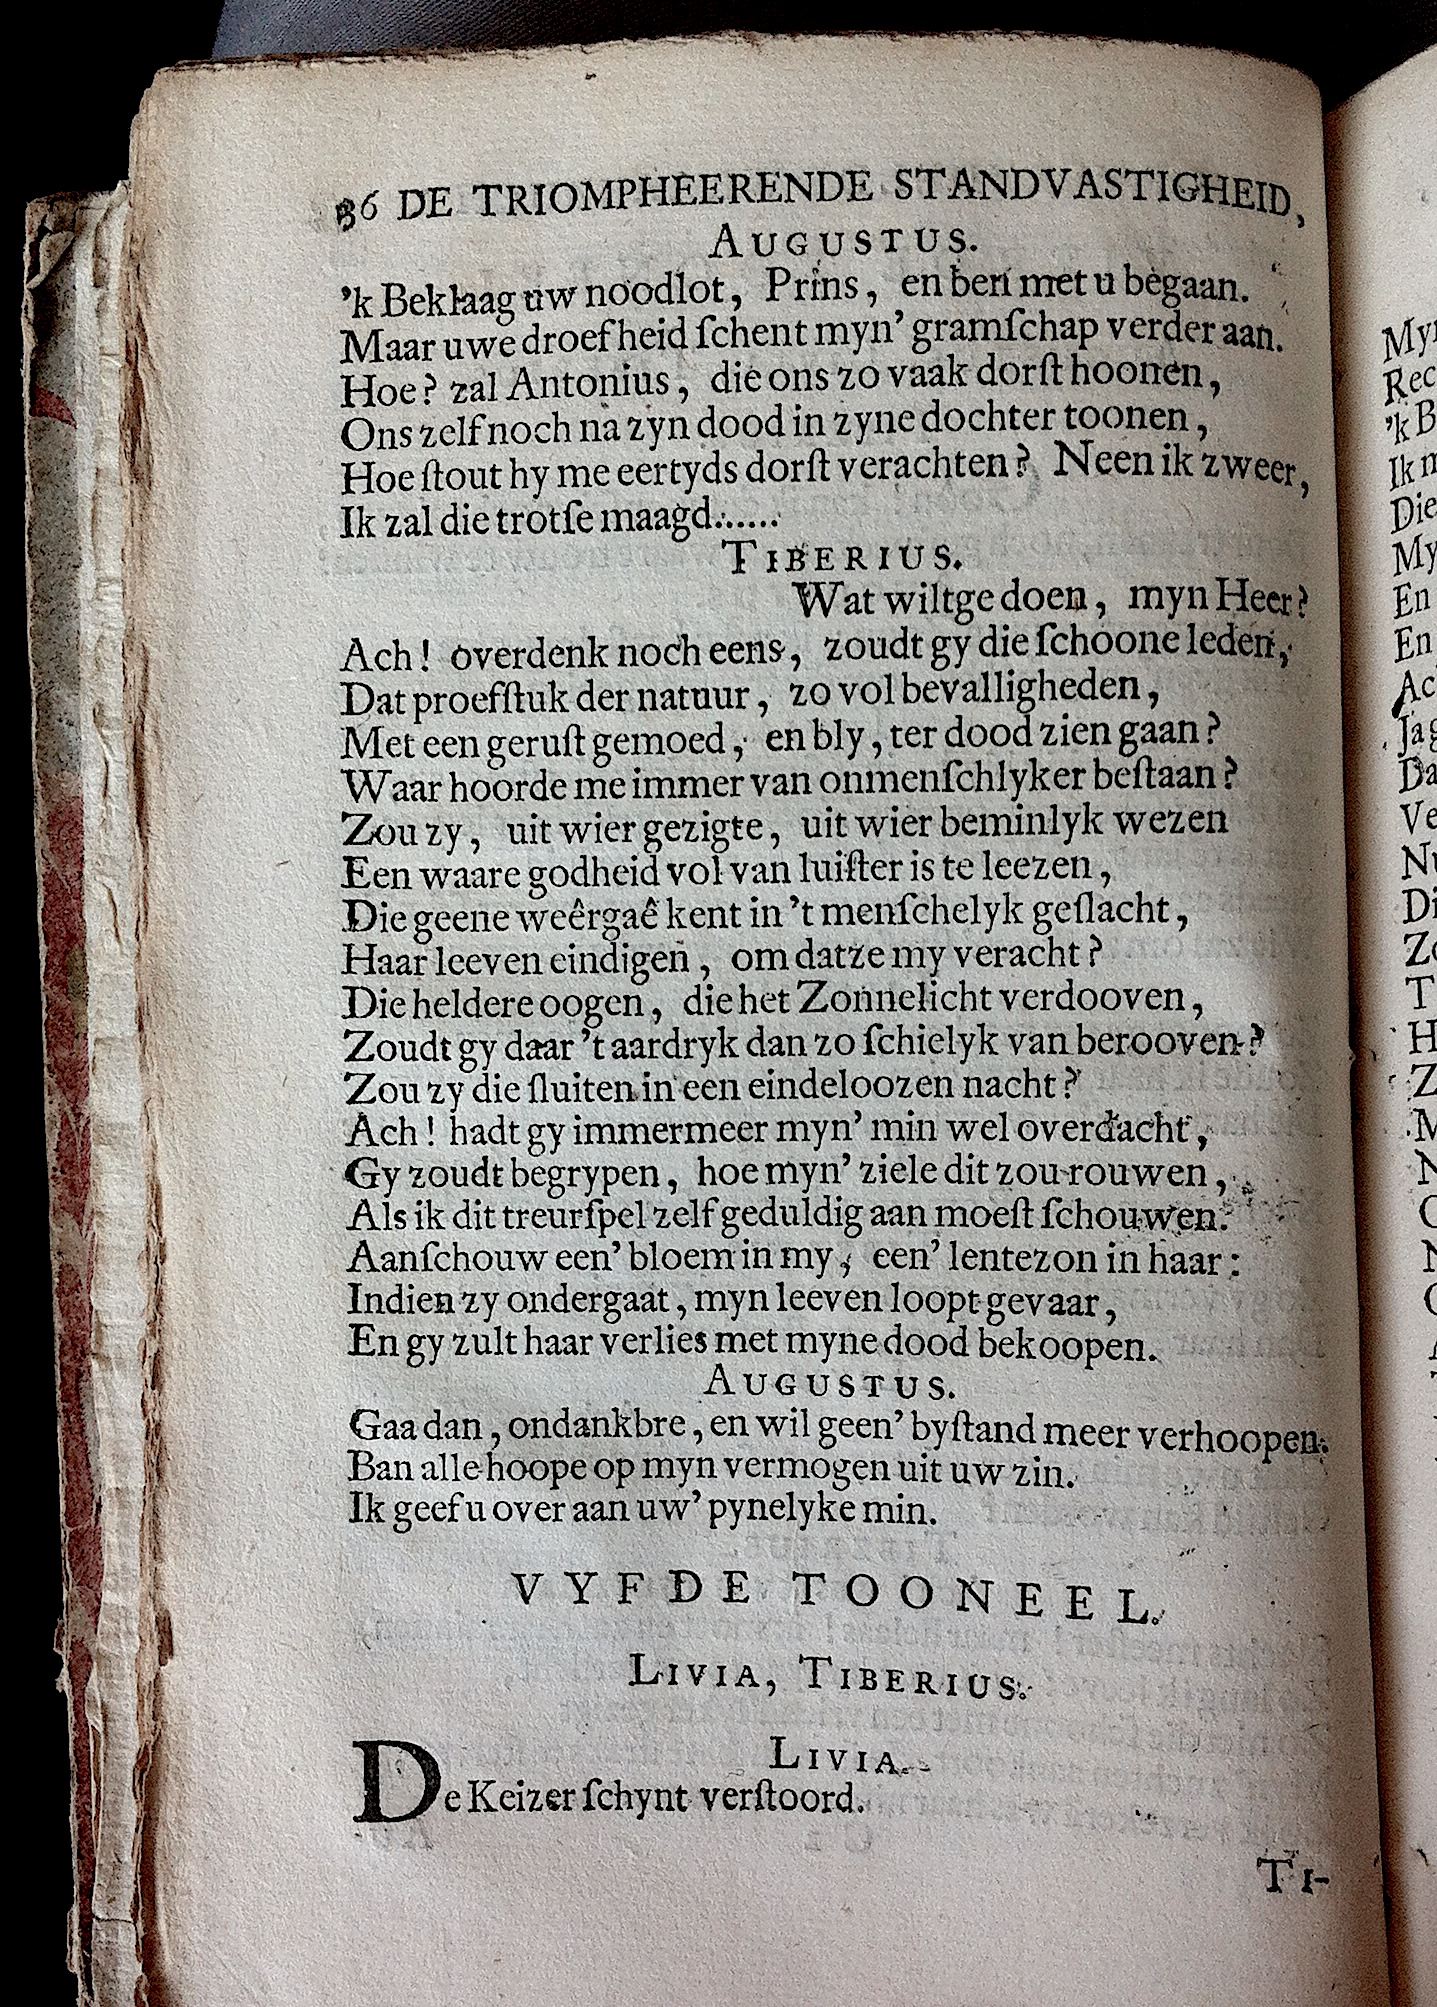 36 DE TRIOMPHEERENDE STANDVASTIGHEID,
AUGUSTUS.
'k Beklaag uw noodlot, Prins, en ben met u begaan.
Maar uwe droefheid ſchent myn' gramſchap verder aan.
Hoe? zal Antonius, die ons zo vaak dorſt hoonen,
Ons zelf noch na zyn dood in zyne dochter toonen,
Hoe ſtout hy me eertyds dorſt verachten? Neen ik zweer,
Ik zal die trotſe maagd......
TIBERIUS.
Wat wiltge doen, myn Heer?
Ach! overdenk noch eens, zoudt gy die ſchoone leden,
Dat proefſtuk der natuur, zo vol bevalligheden,
Met een geruſt gemoed, en bly, ter dood zien gaan?
Waar hoorde me immer van onmenſchlyker beſtaan?
Zou zy, uit wier gezigte, uit wier beminlyk wezen
Een waare godheid vol van luiſter is te leezen,
Die geene weêrgaê kent in 't menſchelyk geſlacht,
Haar leeven eindigen, om datze my veracht?
Die heldere oogen, die het Zonnelicht verdooven,
Zoudt gy daar 't aardryk dan zo ſchielyk van berooven?
Zou zy die ſluiten in een eindeloozen nacht?
Ach! hadt gy immermeer myn' min wel overdacht,
Gy zoudt begrypen, hoe myn' ziele dit zou rouwen,
Als ik dit treurſpel zelf geduldig aan moeſt ſchouwen.
Aanſchouw een' bloem in my, een' lentezon in haar:
Indien zy ondergaat, myn leeven loopt gevaar,
En gy zult haar verlies met myne dood bekoopen.
AUGUSTUS.
Gaa dan, ondankbre, en wil geen' byſtand meer verhoopen.
Ban alle hoope op myn vermogen uit uw zin.
Ik geef u over aan uw' pynelyke min.
VYFDE TOONEEL.
LIVIA, TIBERIUS.
LIVIA.
De Keizer ſchynt verſtoord.
TI-
Ik m
Die
My
En
En
Ve
Di